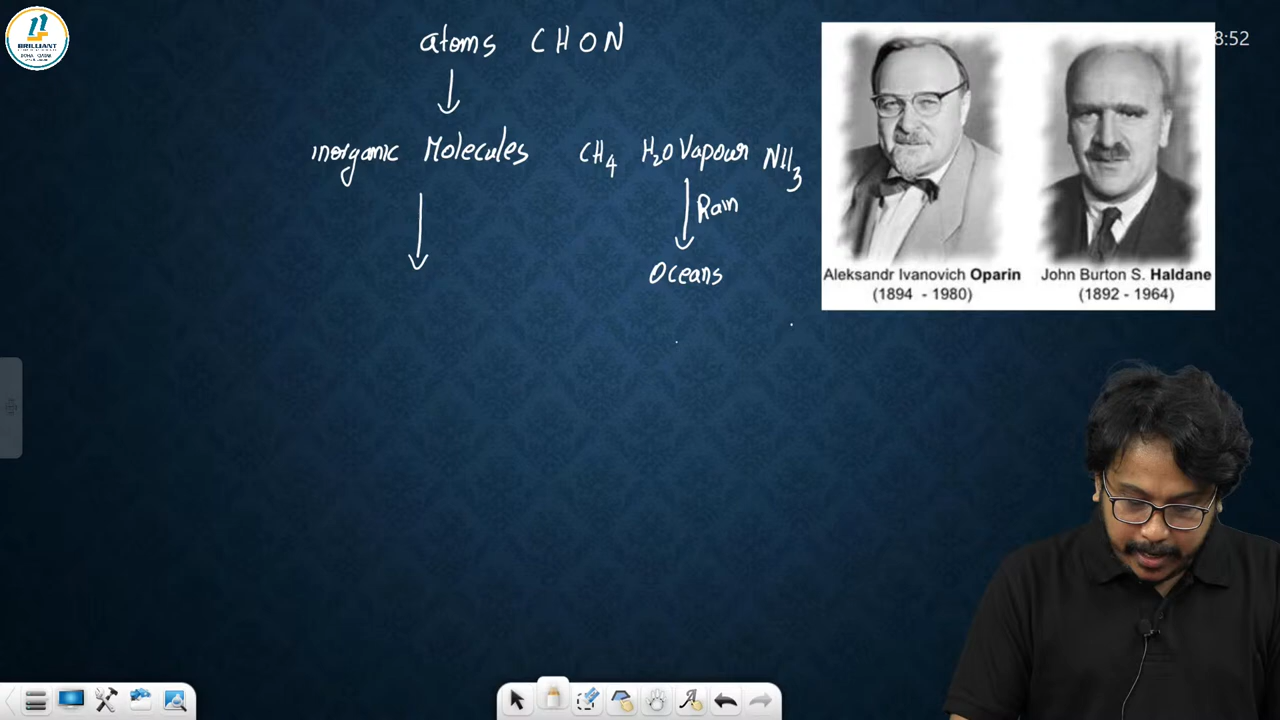 BRILLIANT
atoms C H O N
8:52
inorganic Molecules CH4 H2O Vapour NH3
Rain
Oceans
Aleksandr Ivanovich Oparin
(1894 - 1980)
John Burton S. Haldane
(1892 - 1964)